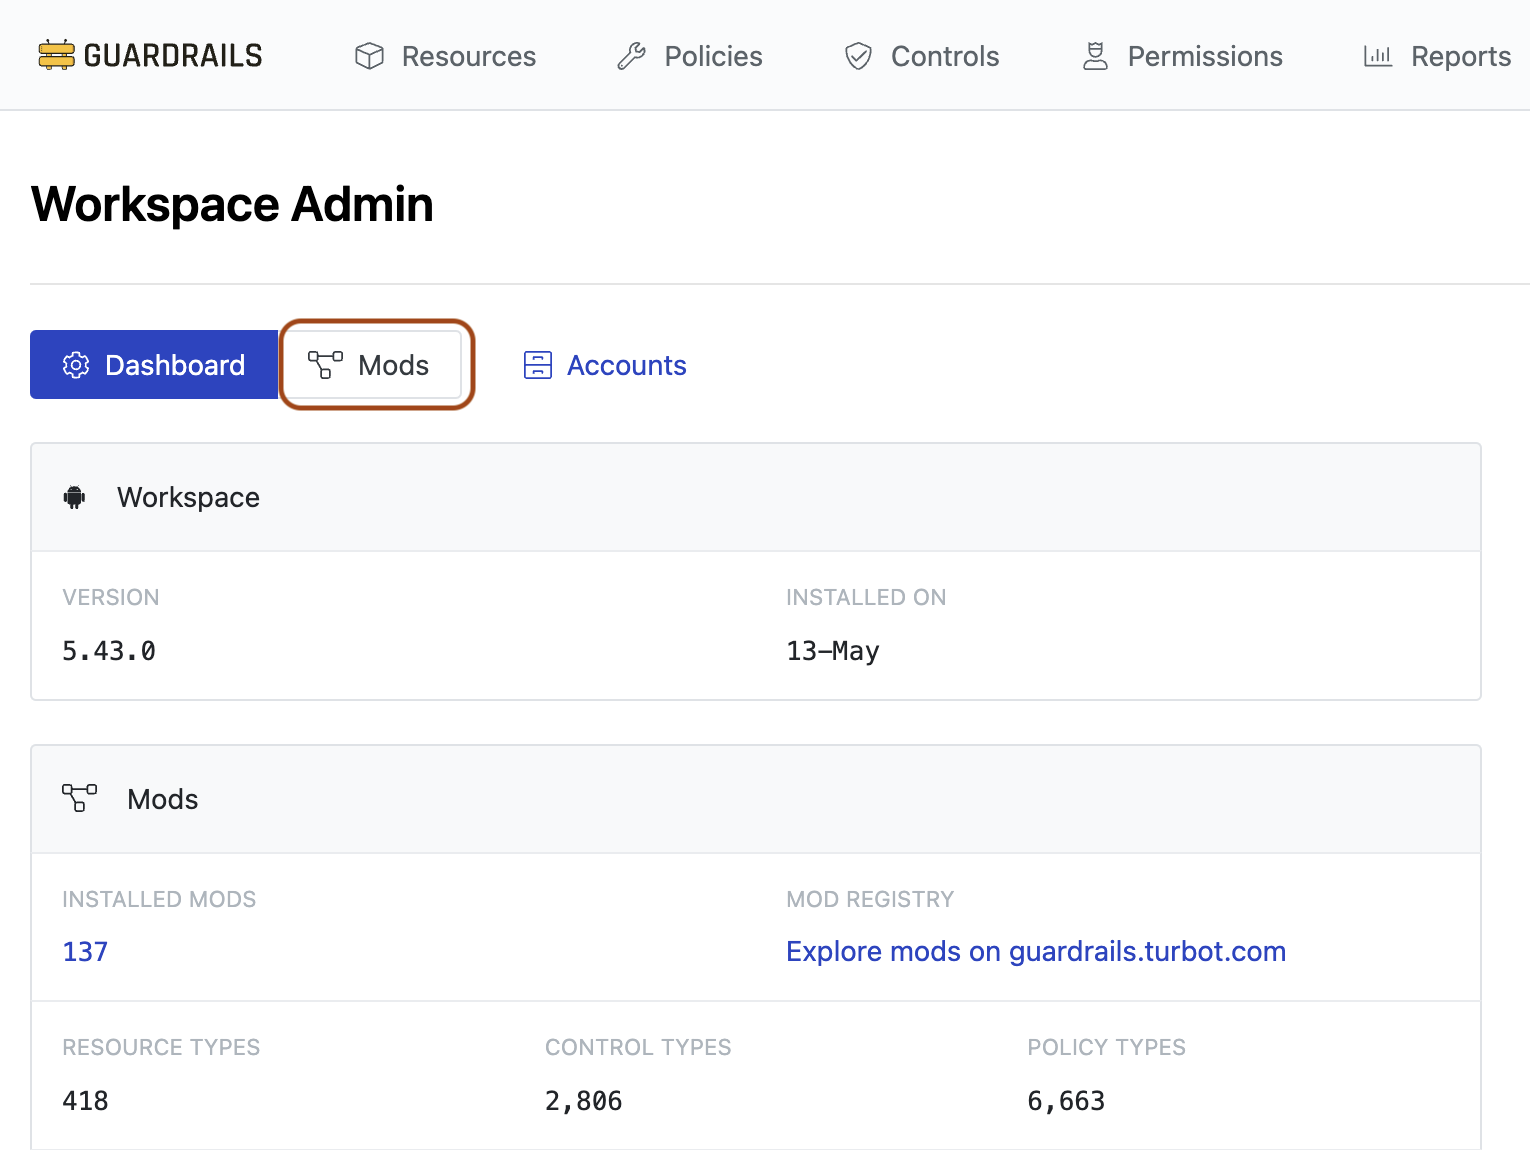 GUARDRAILS Resources Policies Controls Permissions Reports
Workspace Admin
Dashboard Mods Accounts
Workspace
VERSION INSTALLED ON
5.43.0 13-May
Mods
INSTALLED MODS MOD REGISTRY
137 Explore mods on guardrails.turbot.com
RESOURCE TYPES CONTROL TYPES POLICY TYPES
418 2,806 6,663